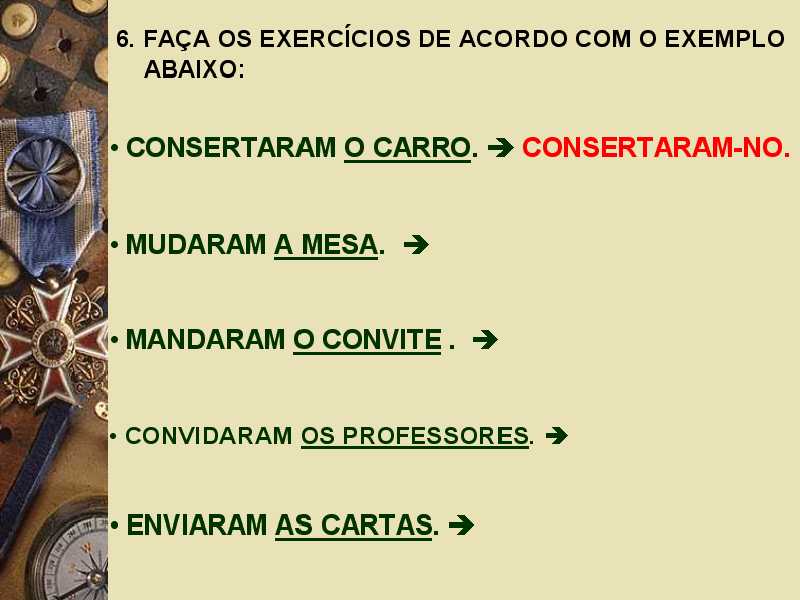 6. FAÇA OS EXERCÍCIOS DE ACORDO COM O EXEMPLO
ABAIXO:
• CONSERTARAM O CARRO. ➔ CONSERTARAM-NO.
• MUDARAM A MESA. ➔
• MANDARAM O CONVITE . ➔
• CONVIDARAM OS PROFESSORES. ➔
• ENVIARAM AS CARTAS. ➔